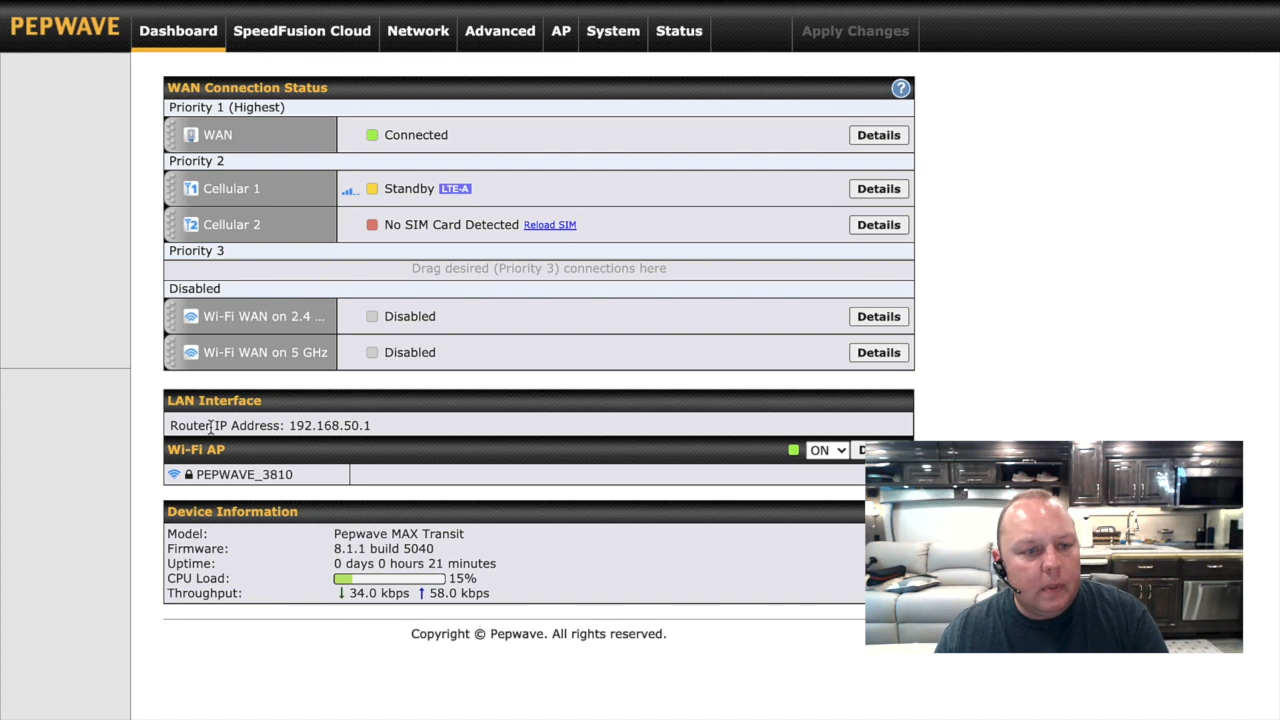 PEPWAVE Dashboard SpeedFusion Cloud Network Advanced AP System Status Apply Changes
WAN Connection Status ?
Priority 1 (Highest)
WAN Connected Details
Priority 2
Cellular 1 Standby LTE-A Details
Cellular 2 No SIM Card Detected Reload SIM Details
Priority 3
Drag desired (Priority 3) connections here
Disabled
Wi-Fi WAN on 2.4 ... Disabled Details
Wi-Fi WAN on 5 GHz Disabled Details
LAN Interface
Router IP Address: 192.168.50.1
Wi-Fi AP ON
PEPWAVE_3810
Device Information
Model: Pepwave MAX Transit
Firmware: 8.1.1 build 5040
Uptime: 0 days 0 hours 21 minutes
CPU Load: 15%
Throughput: 34.0 kbps 58.0 kbps
Copyright © Pepwave. All rights reserved.